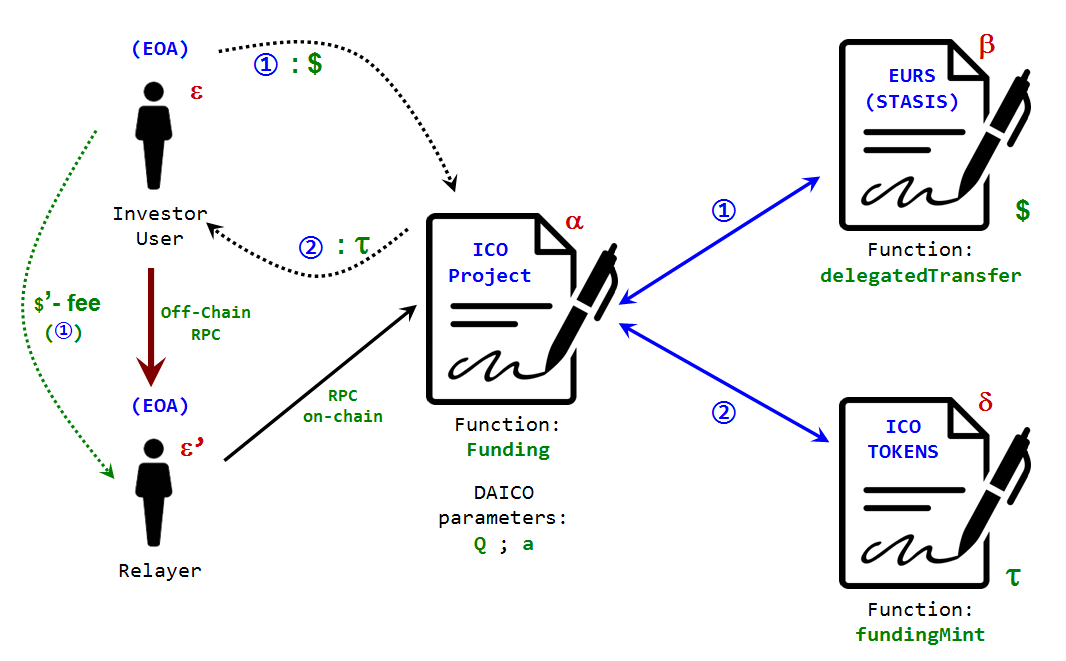 (EOA)
ε
Investor
User
① : $
② : τ
$’- fee
(①)
Off-Chain
RPC
(EOA)
ε’
Relayer
RPC
on-chain
α
ICO
Project
Function:
Funding
DAICO
parameters:
Q ; a
①
②
β
EURS
(STASIS)
$
Function:
delegatedTransfer
δ
ICO
TOKENS
τ
Function:
fundingMint